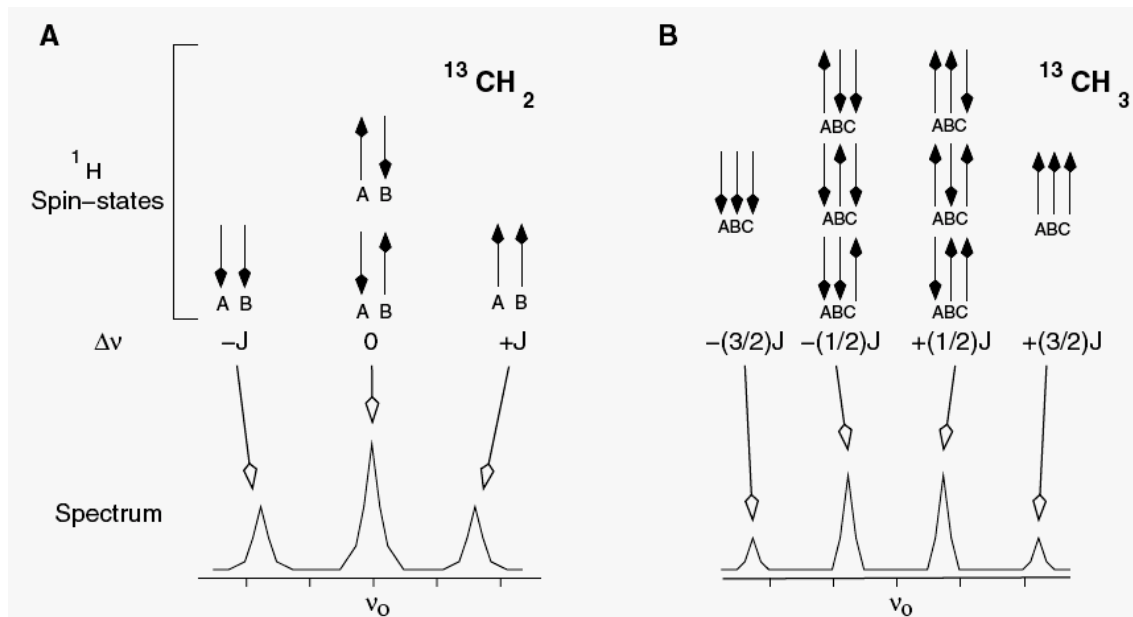 A
¹³CH₂
¹H
Spin–states
A B
A B
A B
A B
Δν
–J
0
+J
Spectrum
νₒ
B
¹³CH₃
ABC
ABC
ABC
ABC
ABC
ABC
ABC
ABC
–(3/2)J
–(1/2)J
+(1/2)J
+(3/2)J
νₒ